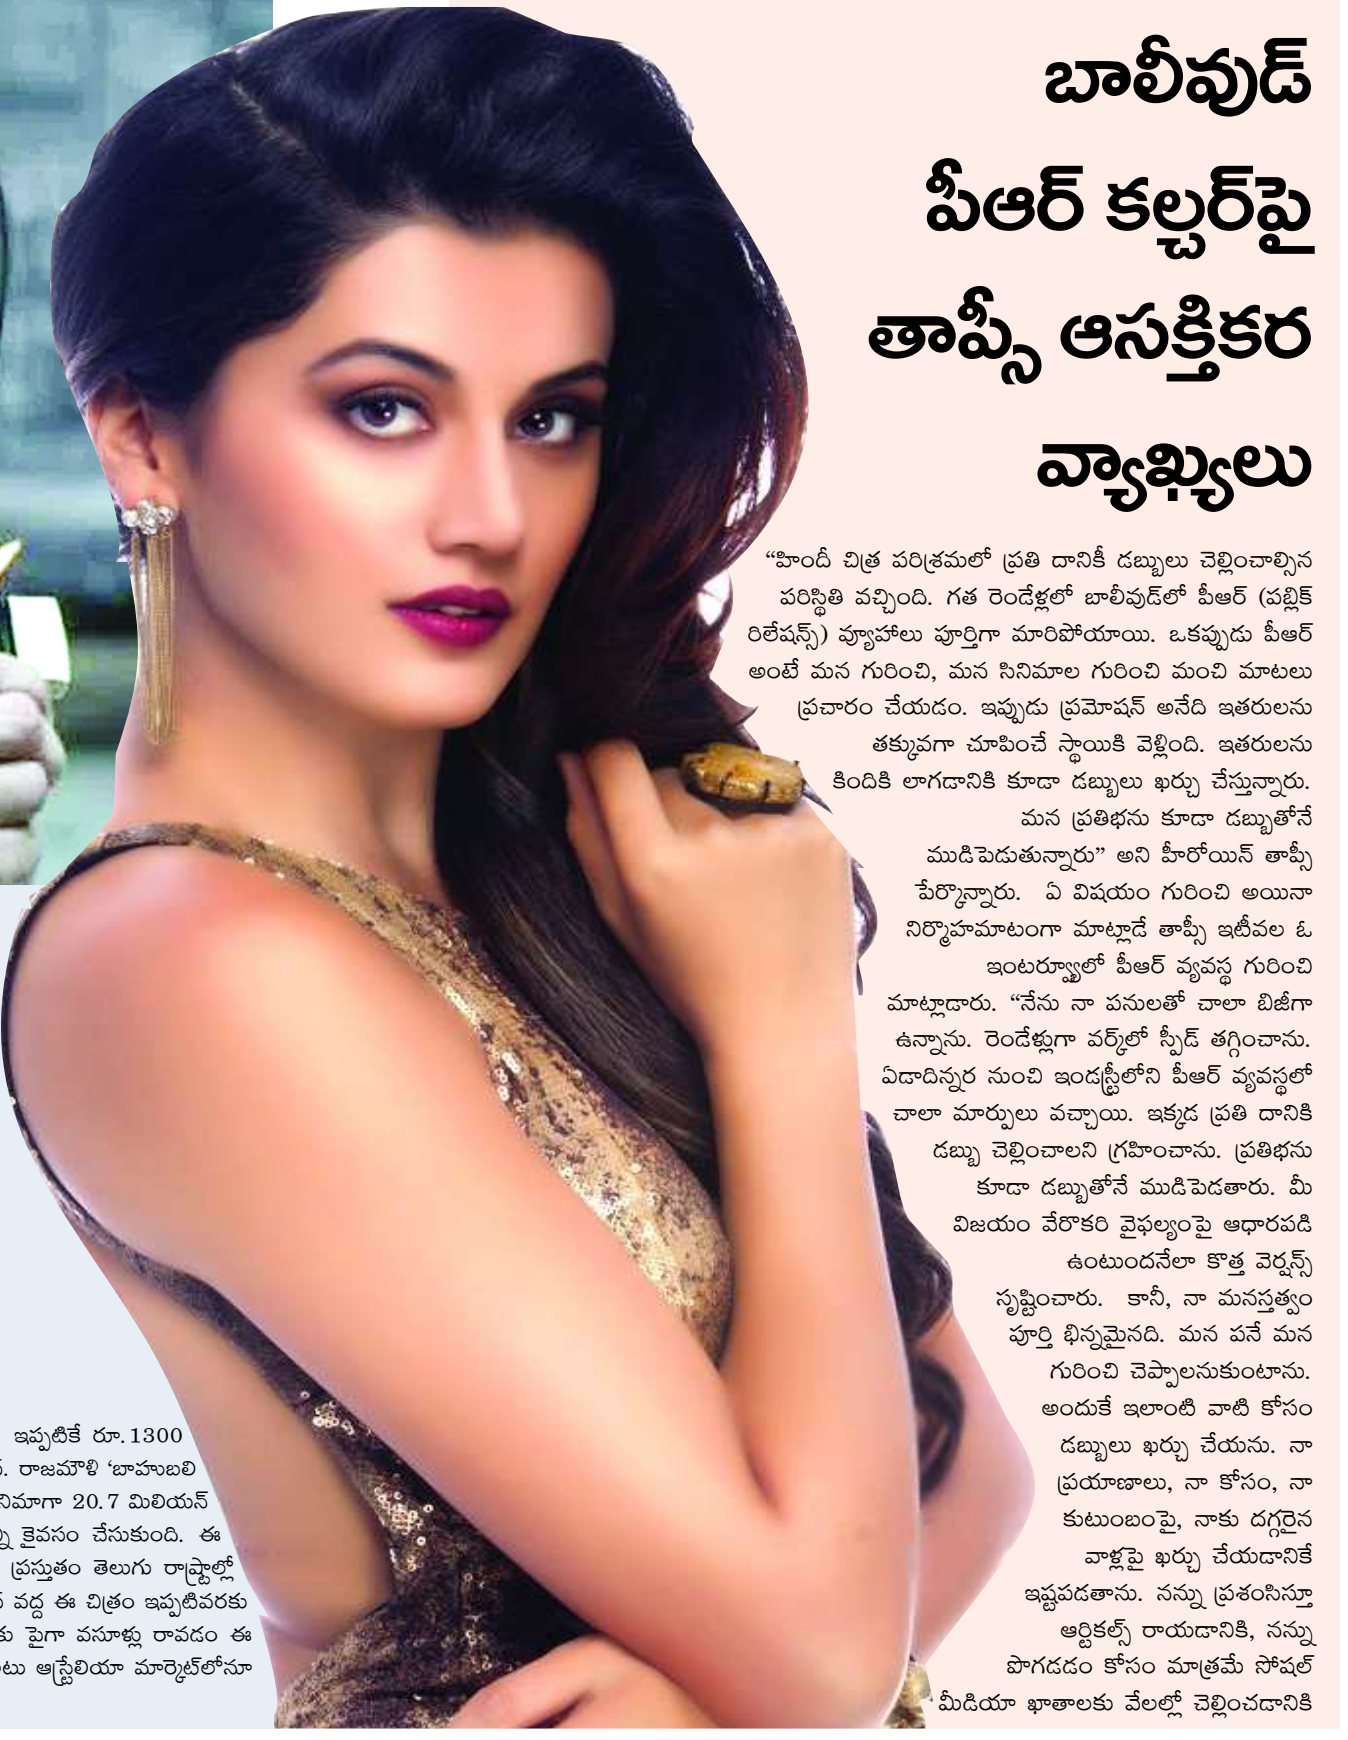 బాలీవుడ్
పీఆర్ కల్చర్‌పై
తాప్సీ ఆసక్తికర
వ్యాఖ్యలు
“హిందీ చిత్ర పరిశ్రమలో ప్రతి దానికీ డబ్బులు చెల్లించాల్సిన
పరిస్థితి వచ్చింది. గత రెండేళ్లలో బాలీవుడ్‌లో పీఆర్ (పబ్లిక్
రిలేషన్స్) వ్యూహాలు పూర్తిగా మారిపోయాయి. ఒకప్పుడు పీఆర్
అంటే మన గురించి, మన సినిమాల గురించి మంచి మాటలు
ప్రచారం చేయడం. ఇప్పుడు ప్రమోషన్ అనేది ఇతరులను
తక్కువగా చూపించే స్థాయికి వెళ్లింది. ఇతరులను
కిందికి లాగడానికి కూడా డబ్బులు ఖర్చు చేస్తున్నారు.
మన ప్రతిభను కూడా డబ్బుతోనే
ముడిపెడుతున్నారు” అని హీరోయిన్ తాప్సీ
పేర్కొన్నారు. ఏ విషయం గురించి అయినా
నిర్మొహమాటంగా మాట్లాడే తాప్సీ ఇటీవల ఓ
ఇంటర్వ్యూలో పీఆర్ వ్యవస్థ గురించి
మాట్లాడారు. “నేను నా పనులతో చాలా బిజీగా
ఉన్నాను. రెండేళ్లుగా వర్క్‌లో స్పీడ్ తగ్గించాను.
ఏడాదిన్నర నుంచి ఇండస్ట్రీలోని పీఆర్ వ్యవస్థలో
చాలా మార్పులు వచ్చాయి. ఇక్కడ ప్రతి దానికి
డబ్బు చెల్లించాలని గ్రహించాను. ప్రతిభను
కూడా డబ్బుతోనే ముడిపెడతారు. మీ
విజయం వేరొకరి వైఫల్యంపై ఆధారపడి
ఉంటుందనేలా కొత్త వెర్షన్స్
సృష్టించారు. కానీ, నా మనస్తత్వం
పూర్తి భిన్నమైనది. మన పనే మన
గురించి చెప్పాలనుకుంటాను.
అందుకే ఇలాంటి వాటి కోసం
డబ్బులు ఖర్చు చేయను. నా
ప్రయాణాలు, నా కోసం, నా
కుటుంబంపై, నాకు దగ్గరైన
వాళ్లపై ఖర్చు చేయడానికే
ఇష్టపడతాను. నన్ను ప్రశంసిస్తూ
ఆర్టికల్స్ రాయడానికి, నన్ను
పొగడడం కోసం మాత్రమే సోషల్
మీడియా ఖాతాలకు వేలల్లో చెల్లించడానికి
ఇప్పటికే రూ.1300
రాజమౌళి ‘బాహుబలి
20.7 మిలియన్
కైవసం చేసుకుంది. ఈ
ప్రస్తుతం తెలుగు రాష్ట్రాల్లో
వద్ద ఈ చిత్రం ఇప్పటివరకు
పైగా వసూళ్లు రావడం ఈ
ఆస్ట్రేలియా మార్కెట్‌లోనూ